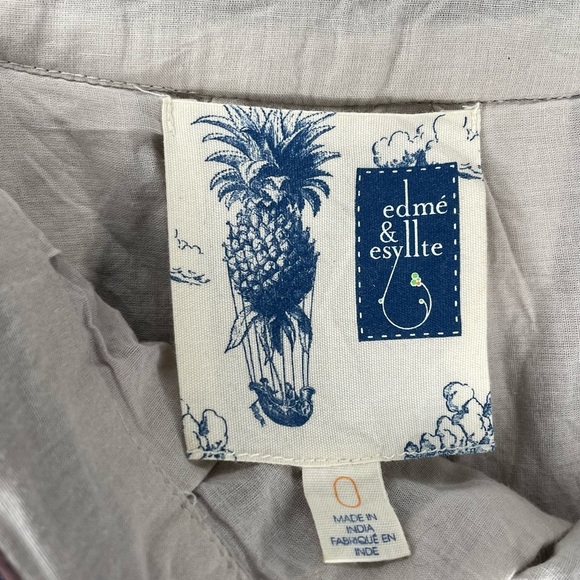 edmé
&
esyllte
0
MADE IN
INDIA
FABRIQUÉ EN
INDE